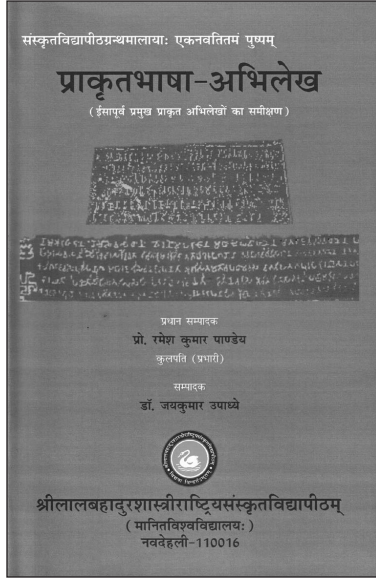 संस्कृतविद्यापीठग्रन्थमालायाः एकनवतितमं पुष्पम्
प्राकृतभाषा-अभिलेख
(ईसापूर्व प्रमुख प्राकृत अभिलेखों का समीक्षण)
प्रधान सम्पादक
प्रो. रमेश कुमार पाण्डेय
कुलपति (प्रभारी)
सम्पादक
डॉ. जयकुमार उपाध्ये
श्रीलालबहादुरशास्त्रीराष्ट्रियसंस्कृतविद्यापीठम्
(मानितविश्वविद्यालयः)
नवदेहली-110016